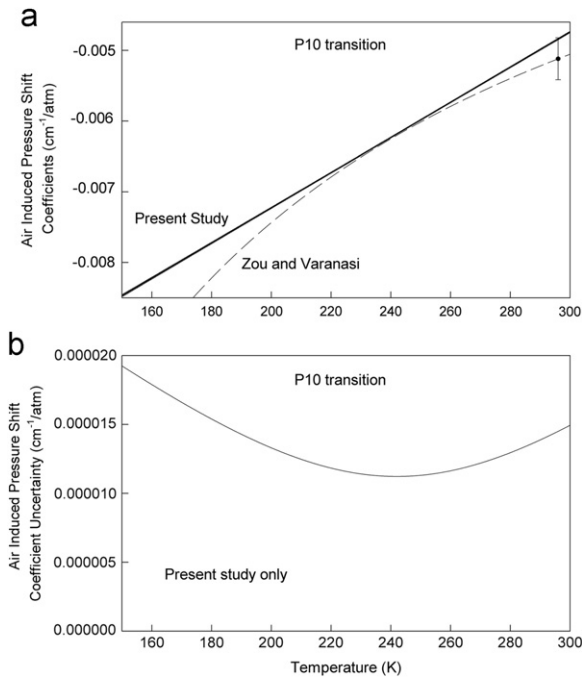 a
P10 transition
Air Induced Pressure Shift
Coefficients (cm⁻¹/atm)
-0.005
-0.006
-0.007
-0.008
Present Study
Zou and Varanasi
160 180 200 220 240 260 280 300
b
P10 transition
Air Induced Pressure Shift
Coefficient Uncertainty (cm⁻¹/atm)
0.000020
0.000015
0.000010
0.000005
0.000000
Present study only
160 180 200 220 240 260 280 300
Temperature (K)